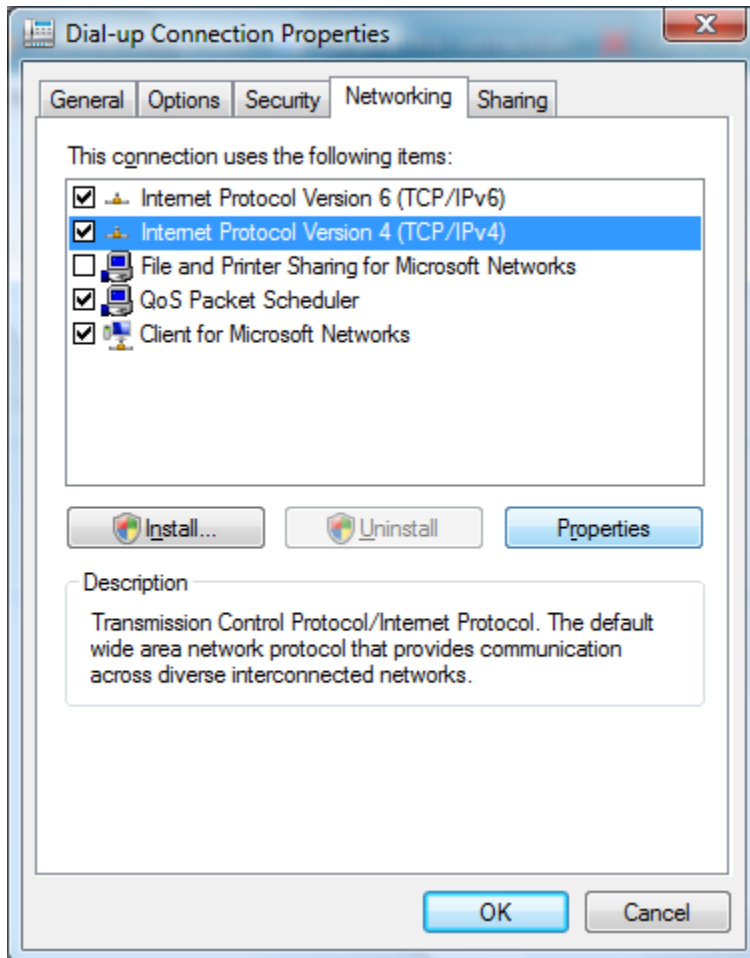 Dial-up Connection Properties
General Options Security Networking Sharing
This connection uses the following items:
Internet Protocol Version 6 (TCP/IPv6)
Internet Protocol Version 4 (TCP/IPv4)
File and Printer Sharing for Microsoft Networks
QoS Packet Scheduler
Client for Microsoft Networks
Install... Uninstall Properties
Description
Transmission Control Protocol/Internet Protocol. The default
wide area network protocol that provides communication
across diverse interconnected networks.
OK Cancel